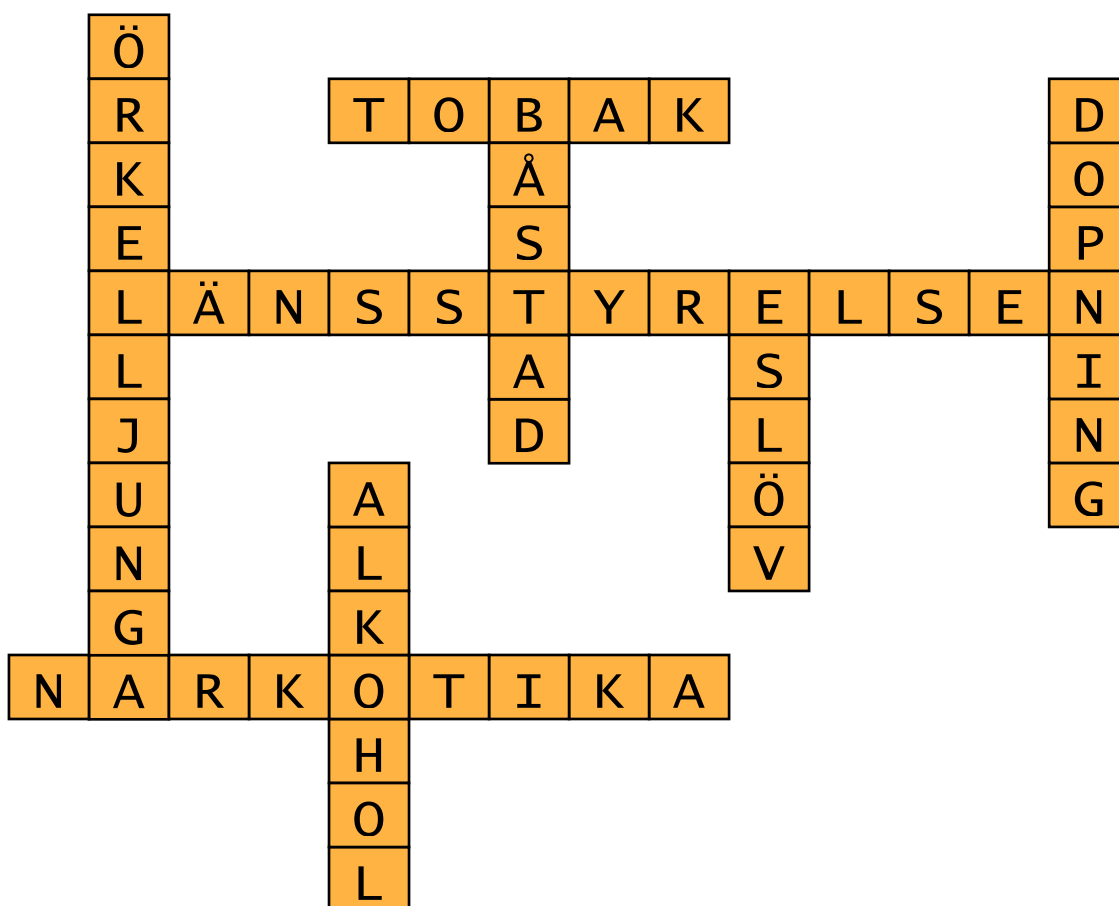 ÖRKELLJUNGA
TOBAK
DOPNING
BÅSTAD
LÄNSSTYRELSEN
ESLÖV
ALKOHOL
NARKOTIKA